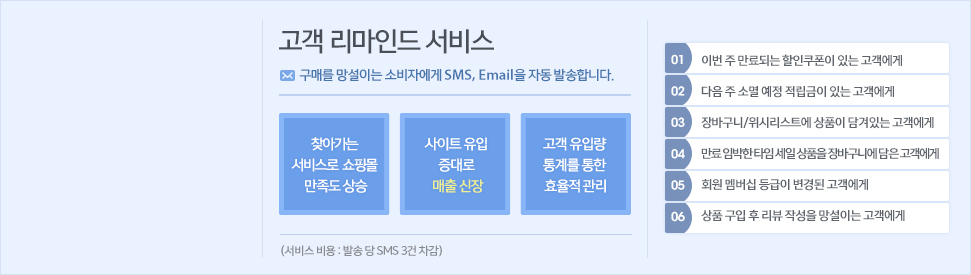 고객 리마인드 서비스
구매를 망설이는 소비자에게 SMS, Email을 자동 발송합니다.
찾아가는
서비스로 쇼핑몰
만족도 상승
사이트 유입
증대로
매출 신장
고객 유입량
통계를 통한
효율적 관리
(서비스 비용 : 발송 당 SMS 3건 차감)
01 이번 주 만료되는 할인쿠폰이 있는 고객에게
02 다음 주 소멸 예정 적립금이 있는 고객에게
03 장바구니/위시리스트에 상품이 담겨있는 고객에게
04 만료 임박한 타임 세일 상품을 장바구니에 담은 고객에게
05 회원 멤버십 등급이 변경된 고객에게
06 상품 구입 후 리뷰 작성을 망설이는 고객에게